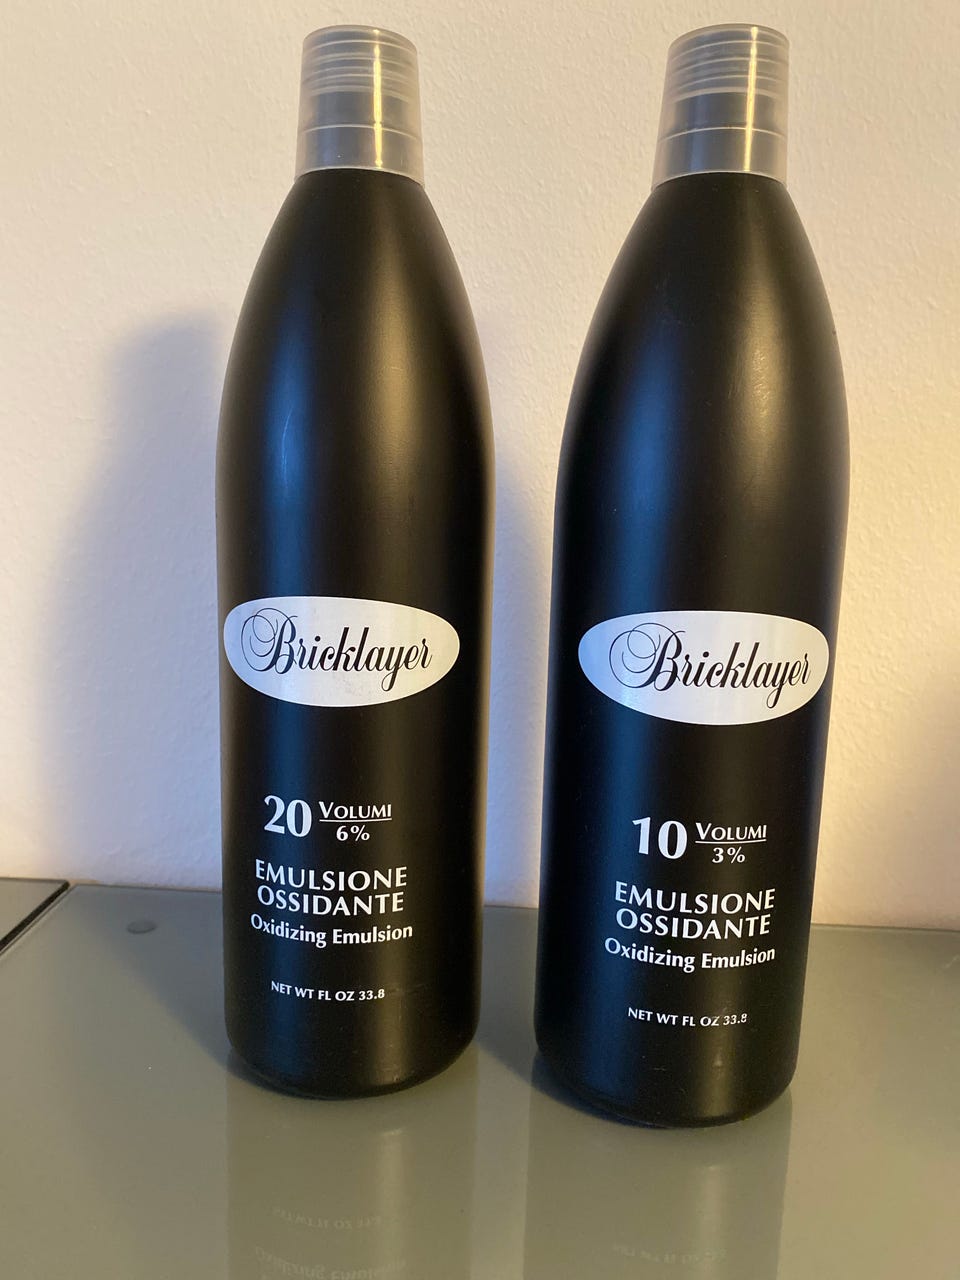 Bricklayer
20 VOLUMI
6%
EMULSIONE
OSSIDANTE
Oxidizing Emulsion
NET WT FL OZ 33.8
Bricklayer
10 VOLUMI
3%
EMULSIONE
OSSIDANTE
Oxidizing Emulsion
NET WT FL OZ 33.8